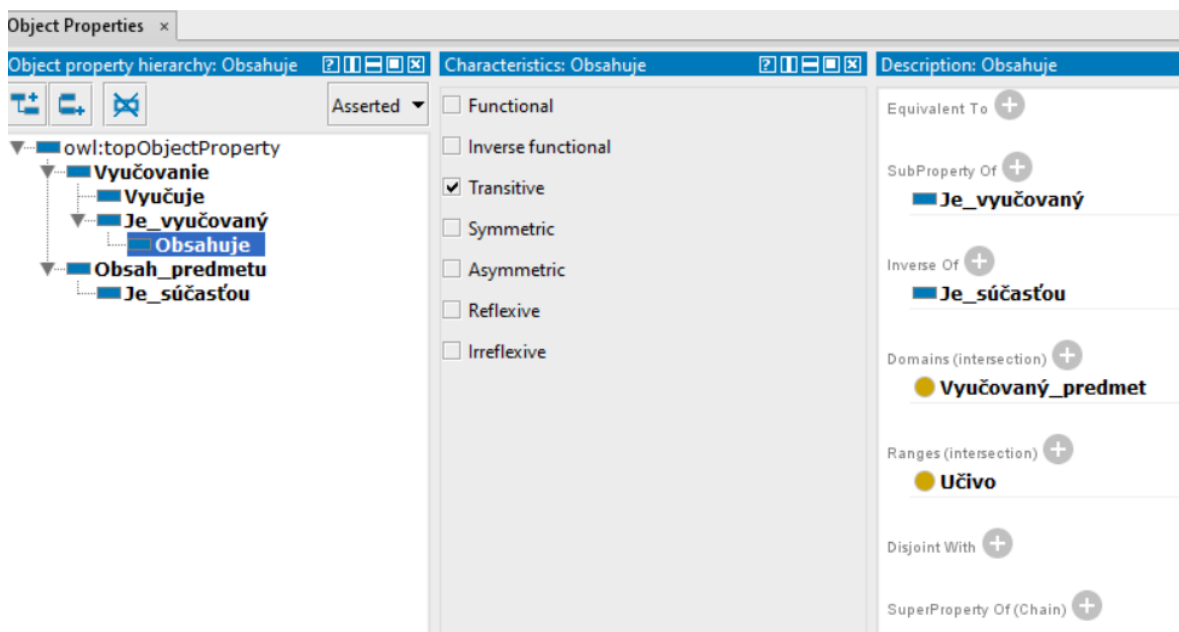 Object Properties ×
Object property hierarchy: Obsahuje
Asserted
owl:topObjectProperty
Vyučovanie
Vyučuje
Je_vyučovaný
Obsahuje
Obsah_predmetu
Je_súčasťou
Characteristics: Obsahuje
Functional
Inverse functional
Transitive
Symmetric
Asymmetric
Reflexive
Irreflexive
Description: Obsahuje
Equivalent To
SubProperty Of
Je_vyučovaný
Inverse Of
Je_súčasťou
Domains (intersection)
Vyučovaný_predmet
Ranges (intersection)
Učivo
Disjoint With
SuperProperty Of (Chain)